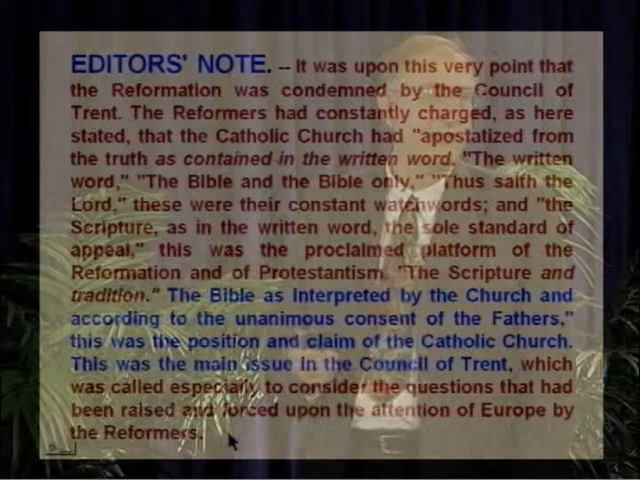 EDITORS' NOTE. -- It was upon this very point that
the Reformation was condemned by the Council of
Trent. The Reformers had constantly charged, as here
stated, that the Catholic Church had "apostatized from
the truth as contained in the written word. "The written
word," "The Bible and the Bible only," "Thus saith the
Lord," these were their constant watchwords; and "the
Scripture, as in the written word, the sole standard of
appeal," this was the proclaimed platform of the
Reformation and of Protestantism. "The Scripture and
tradition." The Bible as Interpreted by the Church and
according to the unanimous consent of the Fathers,"
this was the position and claim of the Catholic Church.
This was the main issue in the Council of Trent, which
was called especially to consider the questions that had
been raised and forced upon the attention of Europe by
the Reformers.